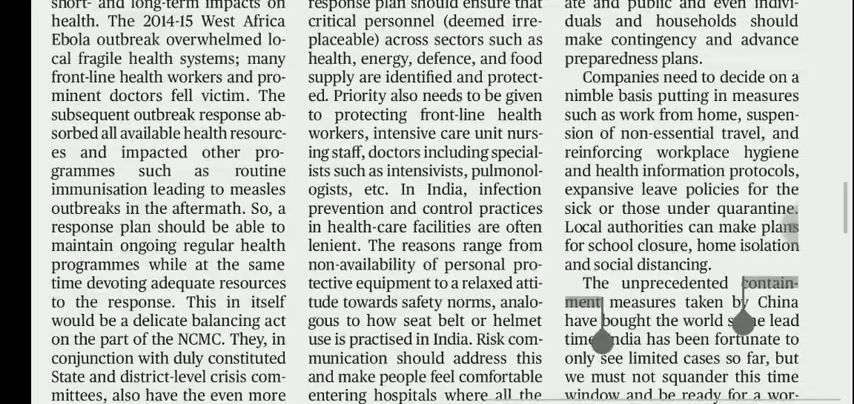 short- and long-term impacts on
health. The 2014-15 West Africa
Ebola outbreak overwhelmed lo-
cal fragile health systems; many
front-line health workers and pro-
minent doctors fell victim. The
subsequent outbreak response ab-
sorbed all available health resourc-
es and impacted other pro-
grammes such as routine
immunisation leading to measles
outbreaks in the aftermath. So, a
response plan should be able to
maintain ongoing regular health
programmes while at the same
time devoting adequate resources
to the response. This in itself
would be a delicate balancing act
on the part of the NCMC. They, in
conjunction with duly constituted
State and district-level crisis com-
mittees, also have the even more
response plan should ensure that
critical personnel (deemed irre-
placeable) across sectors such as
health, energy, defence, and food
supply are identified and protect-
ed. Priority also needs to be given
to protecting front-line health
workers, intensive care unit nurs-
ing staff, doctors including special-
ists such as intensivists, pulmonol-
ogists, etc. In India, infection
prevention and control practices
in health-care facilities are often
lenient. The reasons range from
non-availability of personal pro-
tective equipment to a relaxed atti-
tude towards safety norms, analo-
gous to how seat belt or helmet
use is practised in India. Risk com-
munication should address this
and make people feel comfortable
entering hospitals where all the
ate and public and even indivi-
duals and households should
make contingency and advance
preparedness plans.
Companies need to decide on a
nimble basis putting in measures
such as work from home, suspen-
sion of non-essential travel, and
reinforcing workplace hygiene
and health information protocols,
expansive leave policies for the
sick or those under quarantine.
Local authorities can make plans
for school closure, home isolation
and social distancing.
The unprecedented contain-
ment measures taken by China
have bought the world lead
time. India has been fortunate to
only see limited cases so far, but
we must not squander this time
window and be ready for a wor-